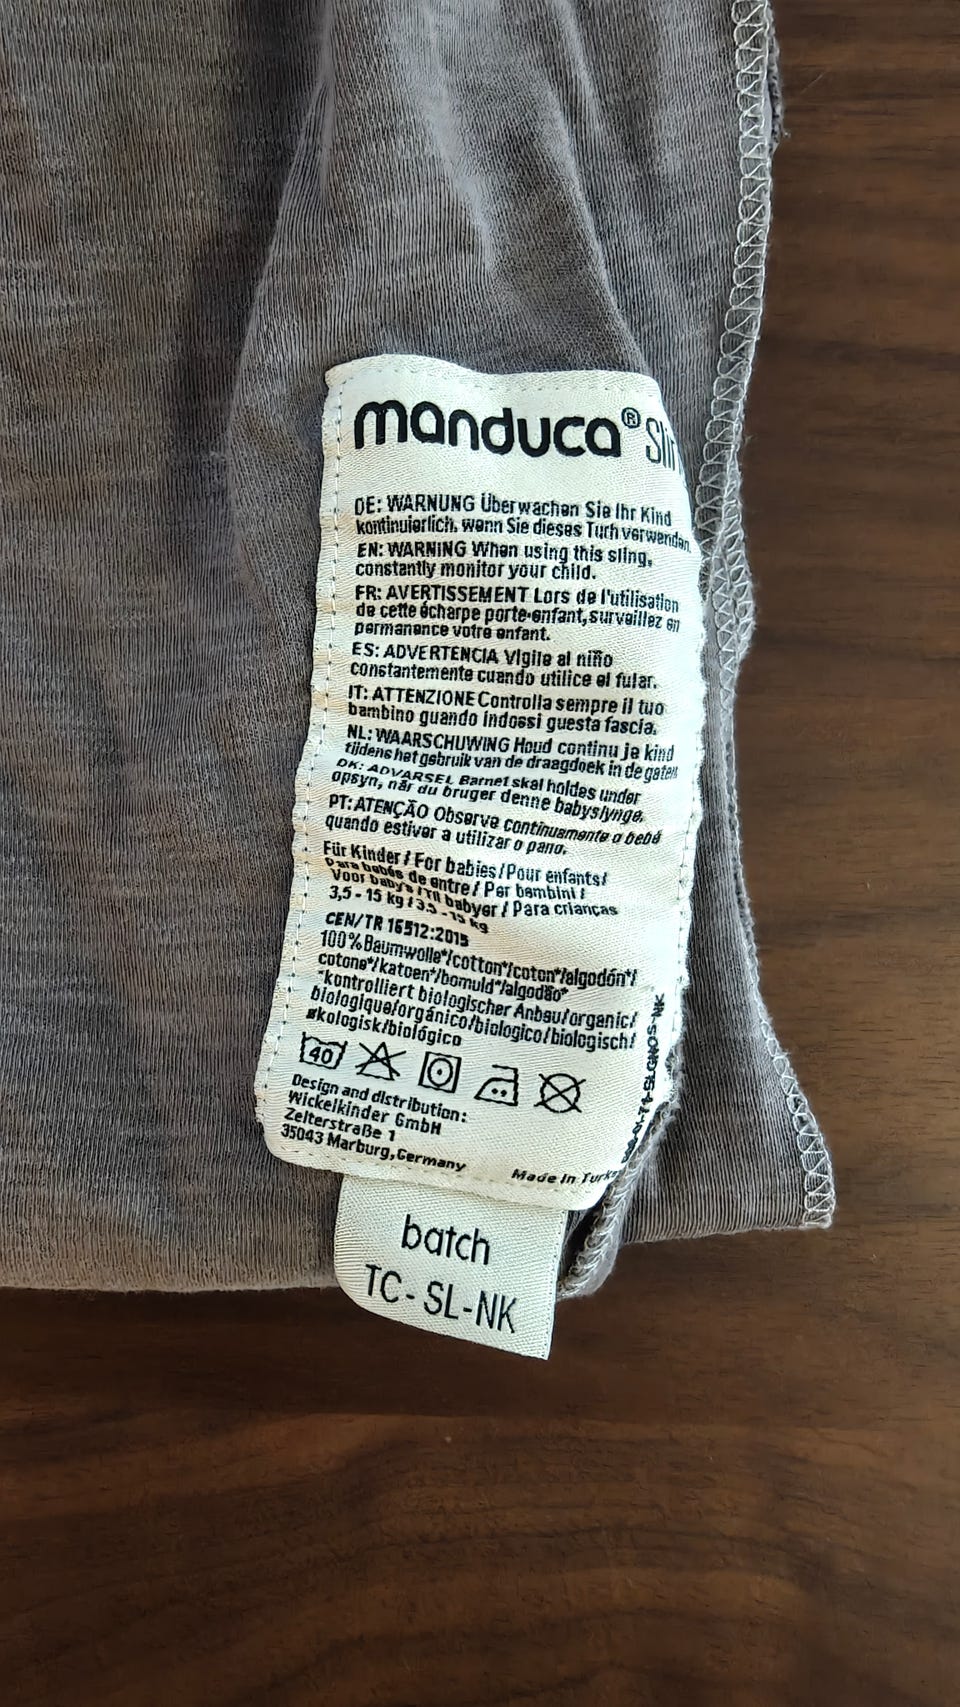 manduca®
DE: WARNUNG Überwachen Sie Ihr Kind
kontinuierlich, wenn Sie dieses Tuch verwenden.
EN: WARNING When using this sling,
constantly monitor your child.
FR: AVERTISSEMENT Lors de l'utilisation
de cette écharpe porte-enfant, surveillez en
permanence votre enfant.
ES: ADVERTENCIA Vigile al niño
constantemente cuando utilice el fular.
IT: ATTENZIONE Controlla sempre il tuo
bambino quando indossi questa fascia.
NL: WAARSCHUWING Houd continu je kind
tijdens het gebruik van de draagdoek in de gaten
DK: ADVARSEL Barnet skal holdes under
opsyn, når du bruger denne babyslynge.
PT: ATENÇÃO Observe continuamente o bebé
quando estiver a utilizar o pano.
Für Kinder / For babies / Pour enfants /
Para bebés de entre / Per bambini /
Voor baby's / Til babyer / Para crianças
3,5 - 15 kg / 3.5 - 15 kg
CEN/TR 16512:2015
100% Baumwolle*/cotton*/coton*/algodón*/
cotone*/katoen*/bomuld*/algodão*
*kontrolliert biologischer Anbau/organic/
biologique/orgánico/biologico/biologisch/
økologisk/biológico
40
Design and distribution:
Wickelkinder GmbH
Zelterstraße 1
35043 Marburg, Germany
Made in
batch
TC- SL-NK